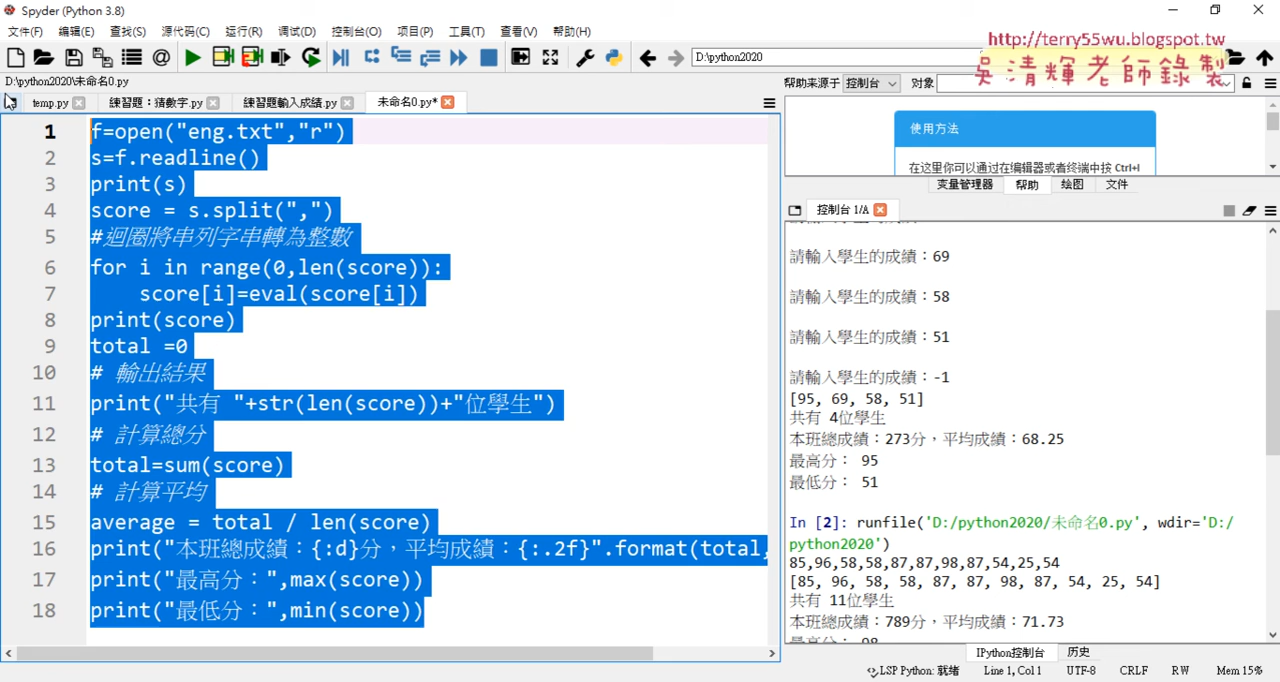 Spyder (Python 3.8)
文件(F) 编辑(E) 查找(S) 源代码(C) 运行(R) 调试(D) 控制台(O) 项目(P) 工具(T) 查看(V) 帮助(H)
D:\python2020
http://terry55wu.blogspot.tw
吳清輝老師錄製
D:\python2020\未命名0.py
temp.py 練習題：猜數字.py 練習題輸入成績.py 未命名0.py*
1 f=open("eng.txt","r")
2 s=f.readline()
3 print(s)
4 score = s.split(",")
5 #迴圈將串列字串轉為整數
6 for i in range(0,len(score)):
7 score[i]=eval(score[i])
8 print(score)
9 total =0
10 # 輸出結果
11 print("共有 "+str(len(score))+"位學生")
12 # 計算總分
13 total=sum(score)
14 # 計算平均
15 average = total / len(score)
16 print("本班總成績：{:d}分，平均成績：{:.2f}".format(total,
17 print("最高分：",max(score))
18 print("最低分：",min(score))
帮助来源于 控制台 对象
使用方法
在这里你可以通过在编辑器或者终端中按 Ctrl+I
变量管理器 帮助 绘图 文件
控制台 1/A
請輸入學生的成績：69
請輸入學生的成績：58
請輸入學生的成績：51
請輸入學生的成績：-1
[95, 69, 58, 51]
共有 4位學生
本班總成績：273分，平均成績：68.25
最高分： 95
最低分： 51
In [2]: runfile('D:/python2020/未命名0.py', wdir='D:/
python2020')
85,96,58,58,87,87,98,87,54,25,54
[85, 96, 58, 58, 87, 87, 98, 87, 54, 25, 54]
共有 11位學生
本班總成績：789分，平均成績：71.73
最高分： 98
IPython控制台 历史
LSP Python: 就绪 Line 1, Col 1 UTF-8 CRLF RW Mem 15%